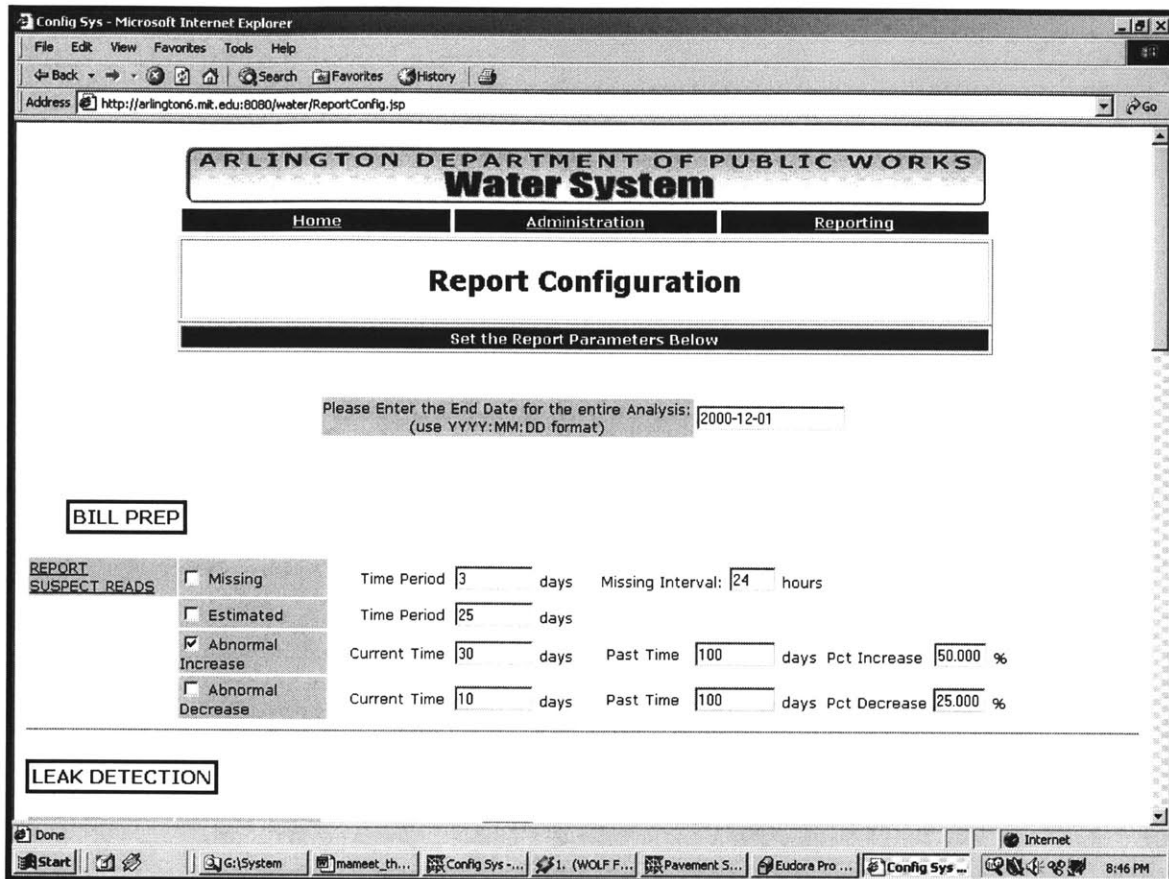 Config Sys - Microsoft Internet Explorer
File Edit View Favorites Tools Help
Back Search Favorites History
Address http://arlington6.mit.edu:8080/water/ReportConfig.jsp Go
ARLINGTON DEPARTMENT OF PUBLIC WORKS
Water System
Home Administration Reporting
Report Configuration
Set the Report Parameters Below
Please Enter the End Date for the entire Analysis: 2000-12-01
(use YYYY:MM:DD format)
BILL PREP
REPORT SUSPECT READS Missing Time Period 3 days Missing Interval: 24 hours
Estimated Time Period 25 days
Abnormal Increase Current Time 30 days Past Time 100 days Pct Increase 50.000 %
Abnormal Decrease Current Time 10 days Past Time 100 days Pct Decrease 25.000 %
LEAK DETECTION
Done Internet
Start G:\System mameet_th... Config Sys -... 1. (WOLF F... Pavement S... Eudora Pro ... Config Sys ... 8:46 PM